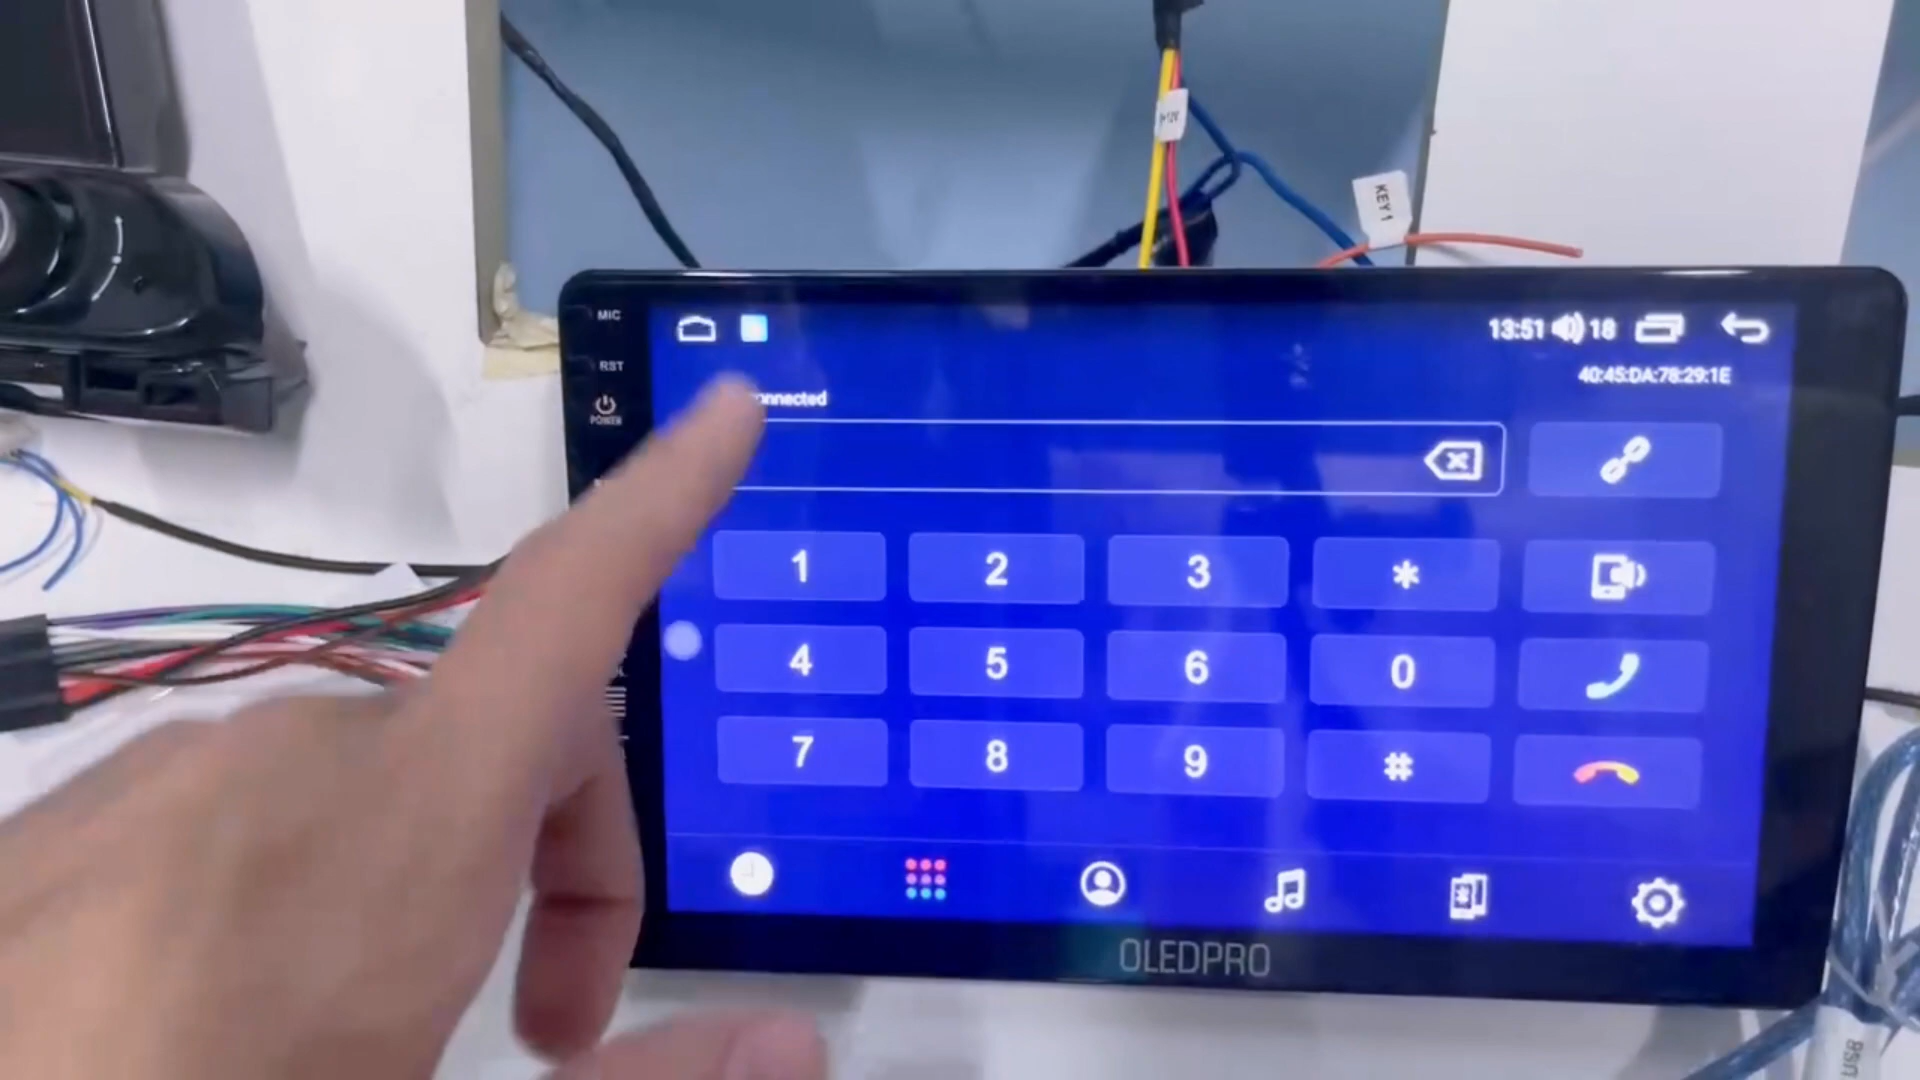 MIC
RST
POWER
13:51 18
40:45:DA:78:29:1E
onnected
1 2 3 *
4 5 6 0
7 8 9 #
OLEDPRO
KEY1
USB